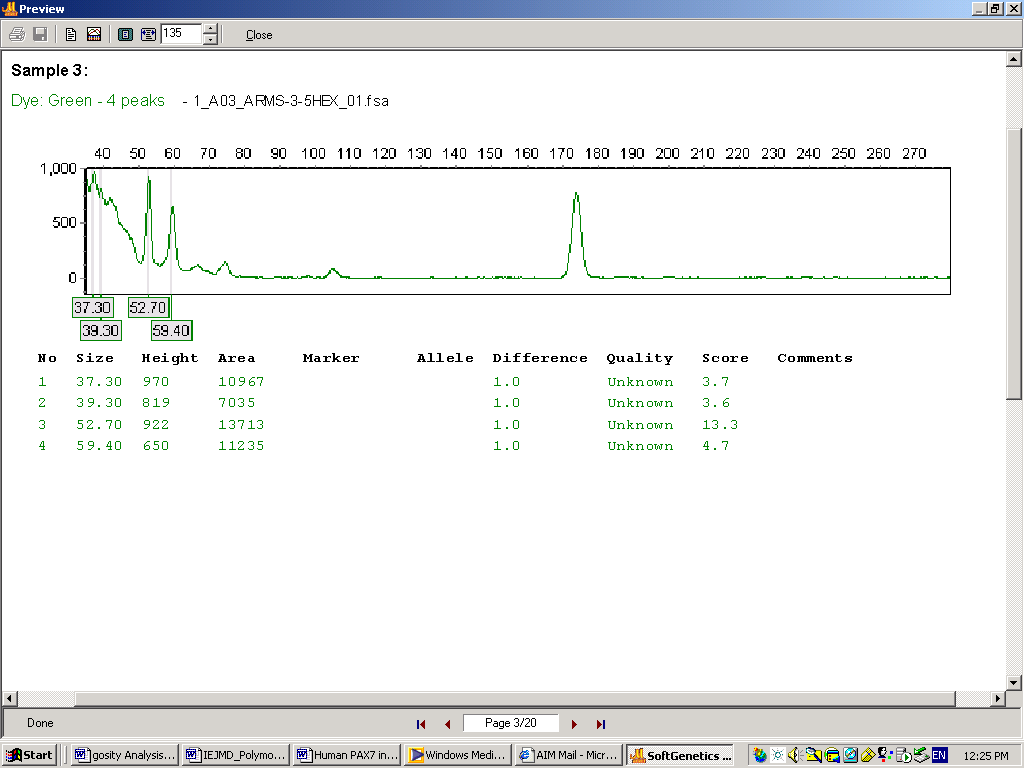 Preview
135 Close
Sample 3:
Dye: Green - 4 peaks - 1_A03_ARMS-3-5HEX_01.fsa
40 50 60 70 80 90 100 110 120 130 140 150 160 170 180 190 200 210 220 230 240 250 260 270
1,000
500
0
37.30 52.70
39.30 59.40
No Size Height Area Marker Allele Difference Quality Score Comments
1 37.30 970 10967 1.0 Unknown 3.7
2 39.30 819 7035 1.0 Unknown 3.6
3 52.70 922 13713 1.0 Unknown 13.3
4 59.40 650 11235 1.0 Unknown 4.7
Done Page 3/20
Start gosity Analysis... IEJMD_Polymo... Human PAX7 in... Windows Medi... AIM Mail - Micr... SoftGenetics ... EN 12:25 PM